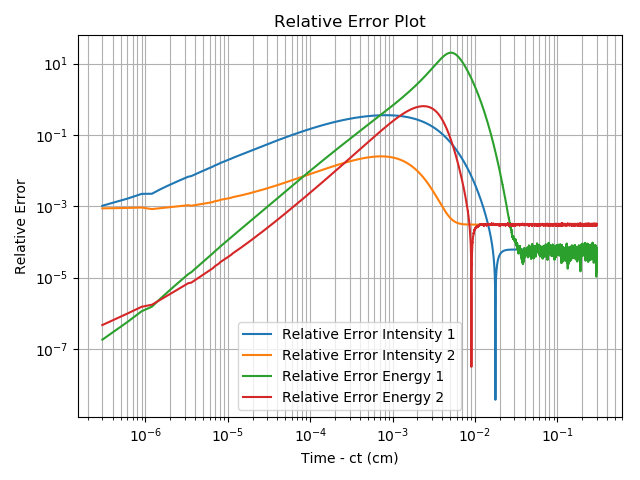 Relative Error Plot
Relative Error
10¹
10⁻¹
10⁻³
10⁻⁵
10⁻⁷
Relative Error Intensity 1
Relative Error Intensity 2
Relative Error Energy 1
Relative Error Energy 2
10⁻⁶ 10⁻⁵ 10⁻⁴ 10⁻³ 10⁻² 10⁻¹
Time - ct (cm)